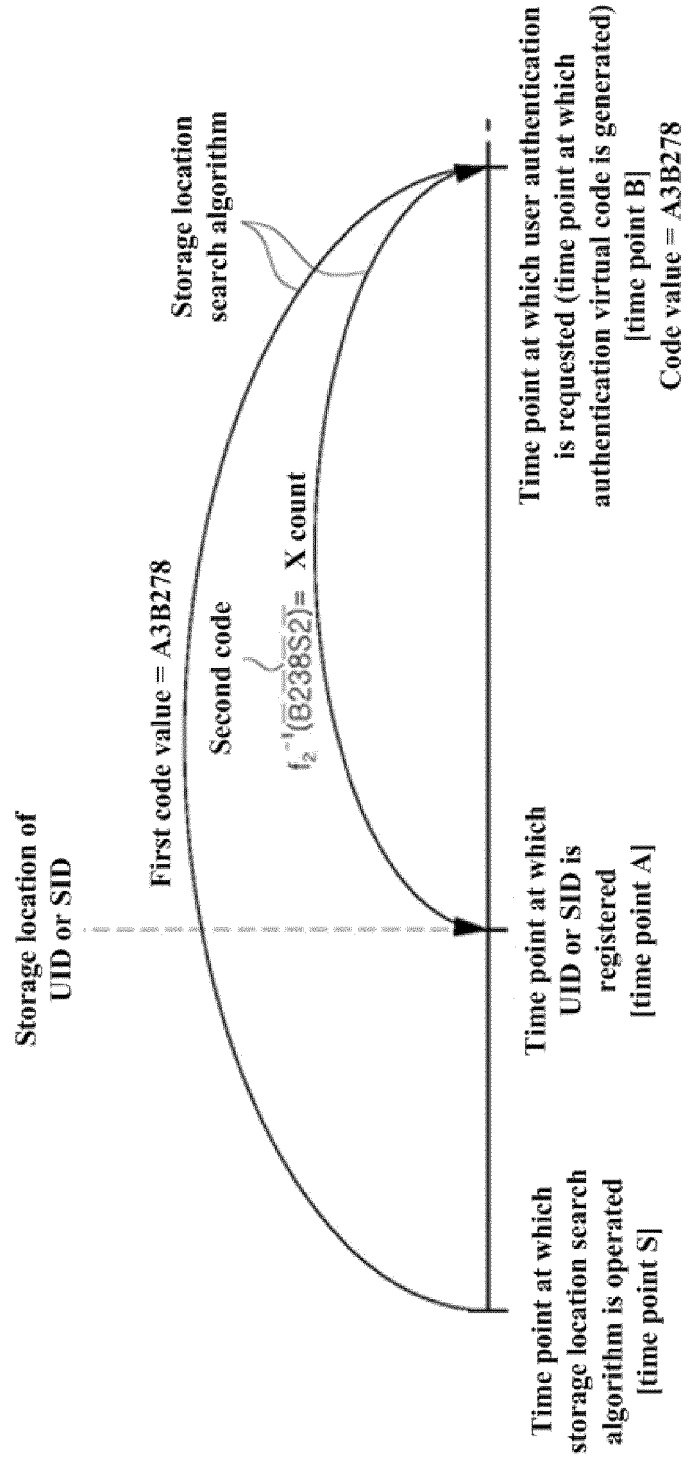 Storage location of
UID or SID
First code value = A3B278
Storage location
search algorithm
Second code
f₂⁻¹(B238S2)= X count
Time point at which
storage location search
algorithm is operated
[time point S]
Time point at which
UID or SID is
registered
[time point A]
Time point at which user authentication
is requested (time point at which
authentication virtual code is generated)
[time point B]
Code value = A3B278